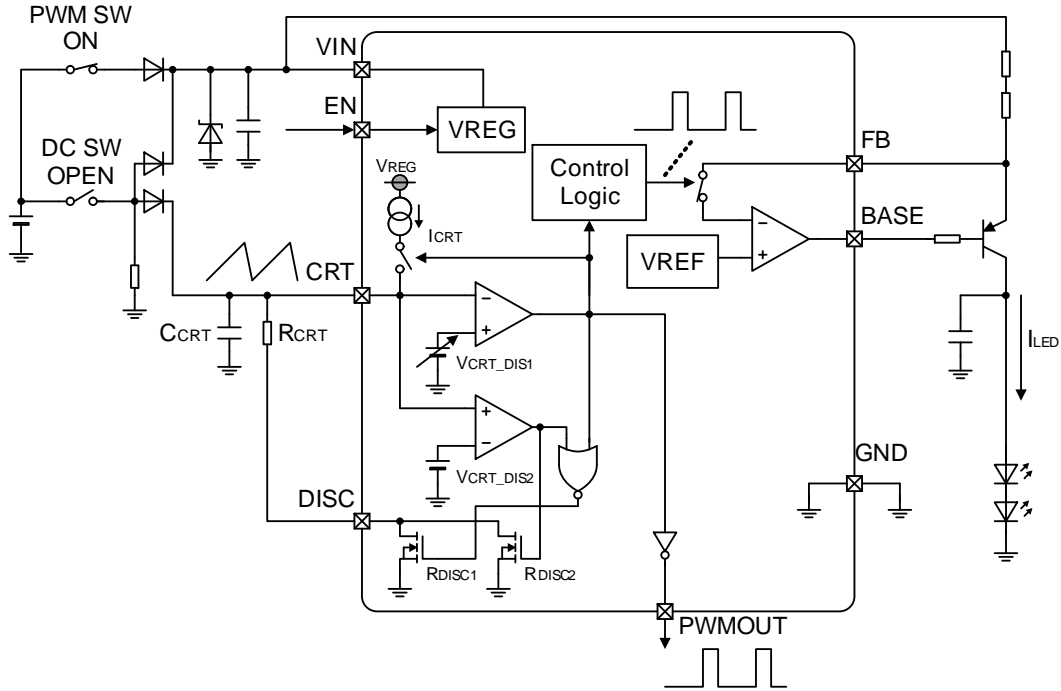 PWM SW
ON
VIN
EN
VREG
DC SW
OPEN
VREG
ICRT
Control
Logic
FB
BASE
VREF
CRT
CCRT
RCRT
VCRT_DIS1
ILED
VCRT_DIS2
GND
DISC
RDISC1
RDISC2
PWMOUT